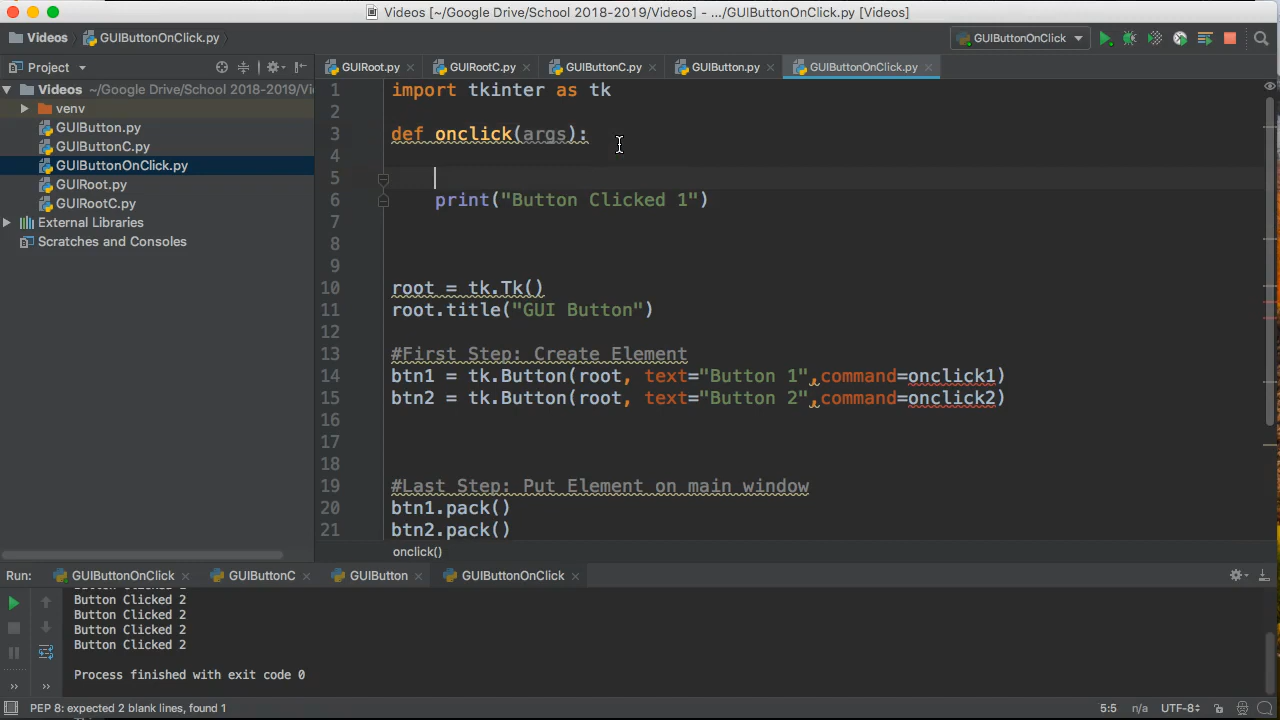 Videos [~/Google Drive/School 2018-2019/Videos] - .../GUIButtonOnClick.py [Videos]
Videos GUIButtonOnClick.py GUIButtonOnClick
Project GUIRoot.py GUIRootC.py GUIButtonC.py GUIButton.py GUIButtonOnClick.py
Videos ~/Google Drive/School 2018-2019/Vi
venv
GUIButton.py
GUIButtonC.py
GUIButtonOnClick.py
GUIRoot.py
GUIRootC.py
External Libraries
Scratches and Consoles
1 import tkinter as tk
2
3 def onclick(args):
4
5
6 print("Button Clicked 1")
7
8
9
10 root = tk.Tk()
11 root.title("GUI Button")
12
13 #First Step: Create Element
14 btn1 = tk.Button(root, text="Button 1",command=onclick1)
15 btn2 = tk.Button(root, text="Button 2",command=onclick2)
16
17
18
19 #Last Step: Put Element on main window
20 btn1.pack()
21 btn2.pack()
onclick()
Run: GUIButtonOnClick GUIButtonC GUIButton GUIButtonOnClick
Button Clicked 2
Button Clicked 2
Button Clicked 2
Button Clicked 2
Process finished with exit code 0
PEP 8: expected 2 blank lines, found 1 5:5 n/a UTF-8